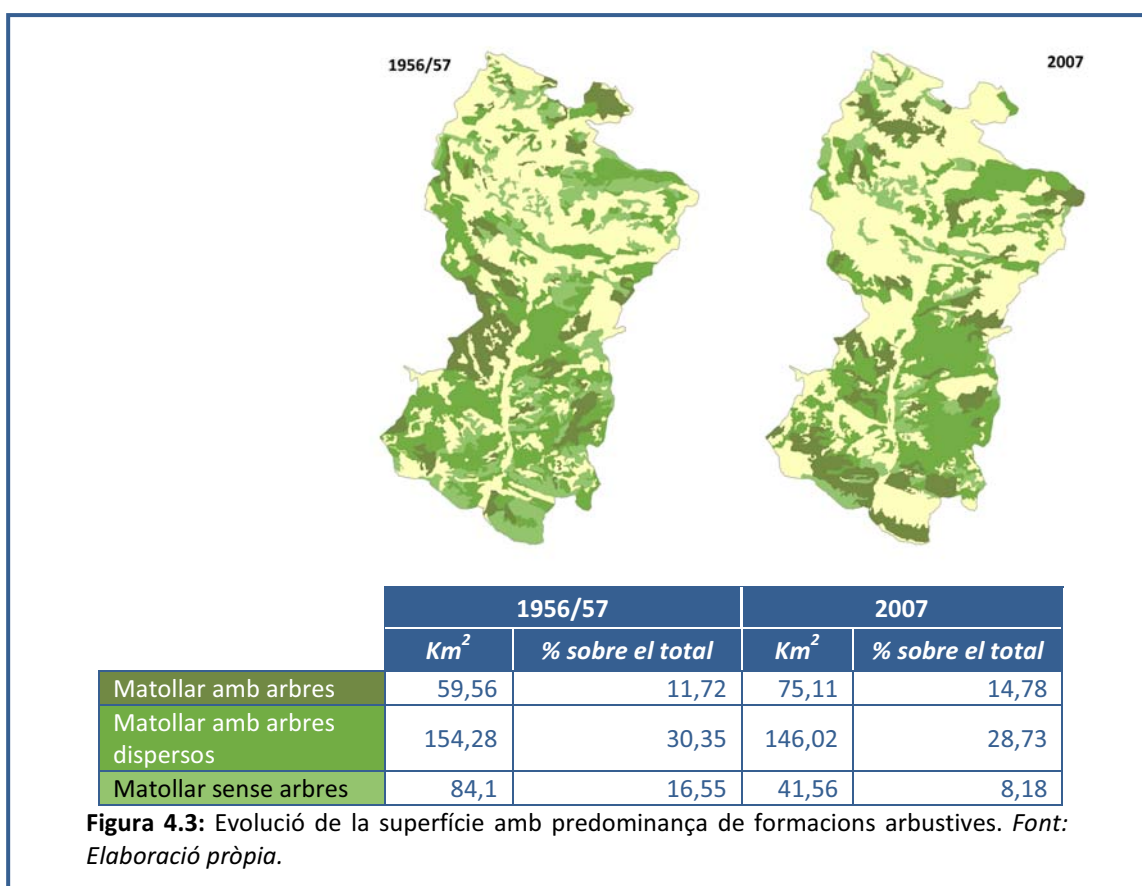 1956/57
2007
1956/57 2007
Km² % sobre el total Km² % sobre el total
Matollar amb arbres 59,56 11,72 75,11 14,78
Matollar amb arbres
dispersos 154,28 30,35 146,02 28,73
Matollar sense arbres 84,1 16,55 41,56 8,18
Figura 4.3: Evolució de la superfície amb predominança de formacions arbustives. Font:
Elaboració pròpia.